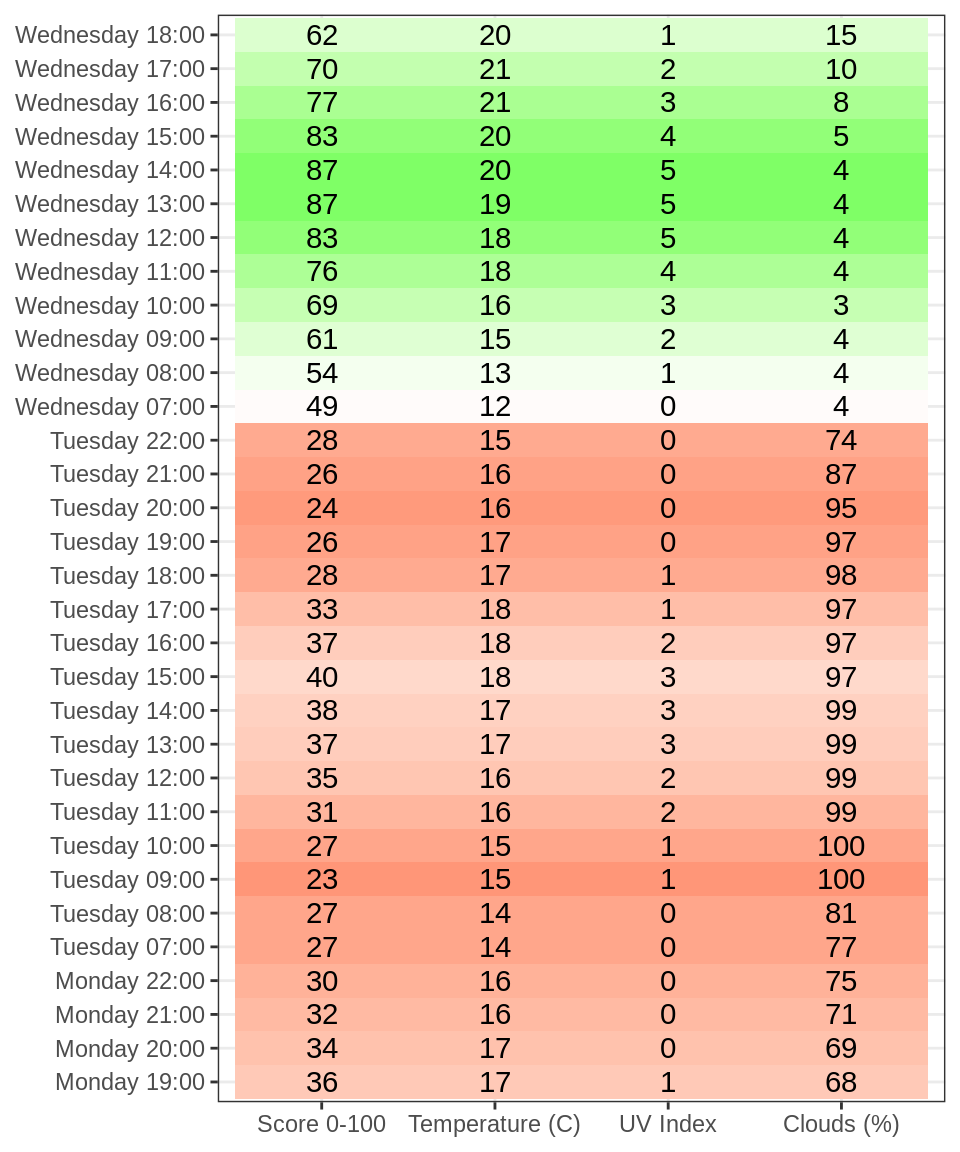 Wednesday 18:00 62 20 1 15
Wednesday 17:00 70 21 2 10
Wednesday 16:00 77 21 3 8
Wednesday 15:00 83 20 4 5
Wednesday 14:00 87 20 5 4
Wednesday 13:00 87 19 5 4
Wednesday 12:00 83 18 5 4
Wednesday 11:00 76 18 4 4
Wednesday 10:00 69 16 3 3
Wednesday 09:00 61 15 2 4
Wednesday 08:00 54 13 1 4
Wednesday 07:00 49 12 0 4
Tuesday 22:00 28 15 0 74
Tuesday 21:00 26 16 0 87
Tuesday 20:00 24 16 0 95
Tuesday 19:00 26 17 0 97
Tuesday 18:00 28 17 1 98
Tuesday 17:00 33 18 1 97
Tuesday 16:00 37 18 2 97
Tuesday 15:00 40 18 3 97
Tuesday 14:00 38 17 3 99
Tuesday 13:00 37 17 3 99
Tuesday 12:00 35 16 2 99
Tuesday 11:00 31 16 2 99
Tuesday 10:00 27 15 1 100
Tuesday 09:00 23 15 1 100
Tuesday 08:00 27 14 0 81
Tuesday 07:00 27 14 0 77
Monday 22:00 30 16 0 75
Monday 21:00 32 16 0 71
Monday 20:00 34 17 0 69
Monday 19:00 36 17 1 68
Score 0-100 Temperature (C) UV Index Clouds (%)